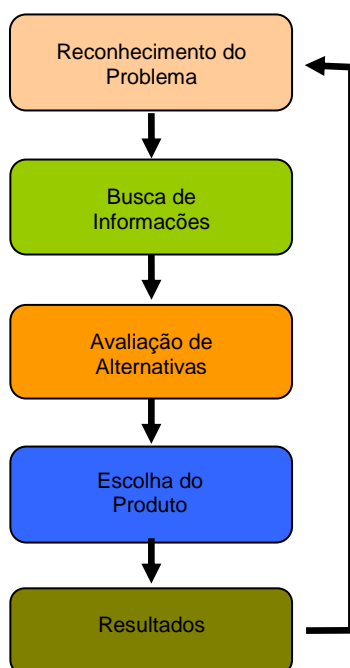 Reconhecimento do
Problema
Busca de
Informações
Avaliação de
Alternativas
Escolha do
Produto
Resultados